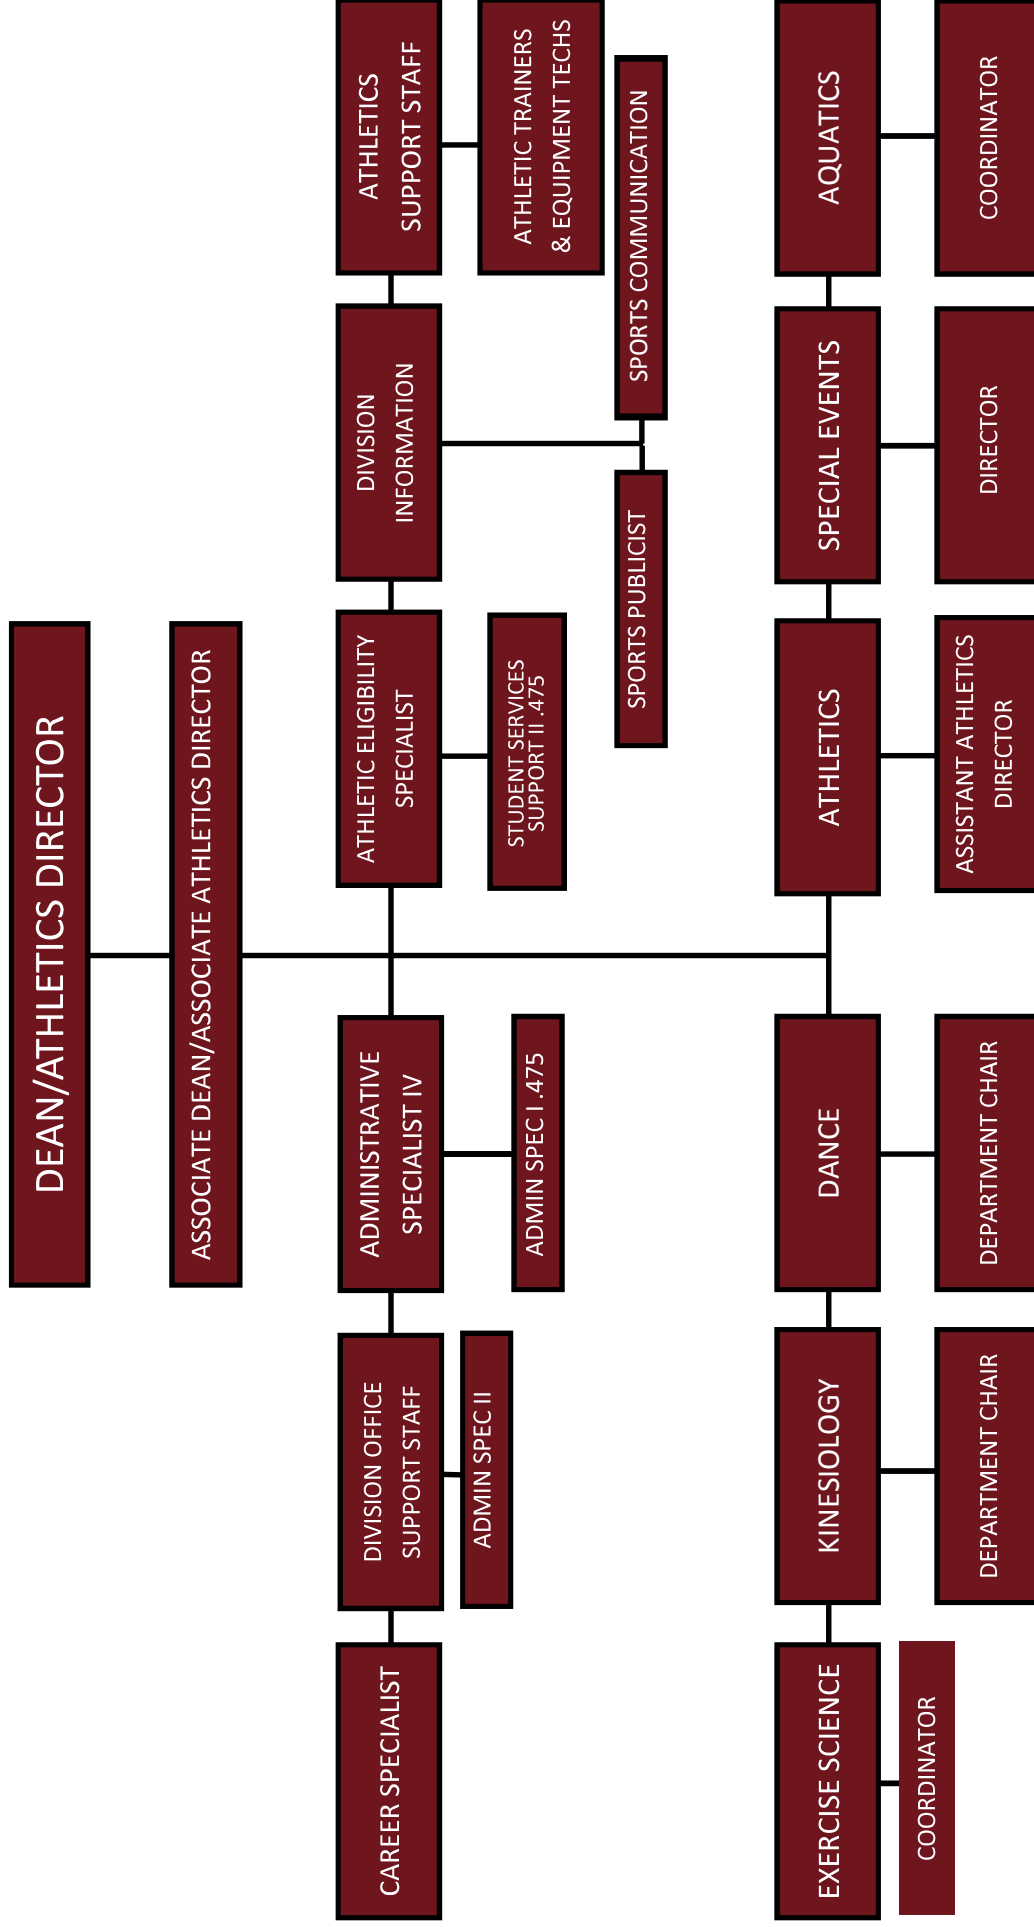 DEAN/ATHLETICS DIRECTOR
ASSOCIATE DEAN/ASSOCIATE ATHLETICS DIRECTOR
CAREER SPECIALIST
DIVISION OFFICE
SUPPORT STAFF
ADMIN SPEC II
ADMINISTRATIVE
SPECIALIST IV
ADMIN SPEC I .475
ATHLETIC ELIGIBILITY
SPECIALIST
STUDENT SERVICES
SUPPORT II .475
DIVISION
INFORMATION
SPORTS PUBLICIST
SPORTS COMMUNICATION
ATHLETICS
SUPPORT STAFF
ATHLETIC TRAINERS
& EQUIPMENT TECHS
EXERCISE SCIENCE
COORDINATOR
KINESIOLOGY
DEPARTMENT CHAIR
DANCE
DEPARTMENT CHAIR
ATHLETICS
ASSISTANT ATHLETICS
DIRECTOR
SPECIAL EVENTS
DIRECTOR
AQUATICS
COORDINATOR